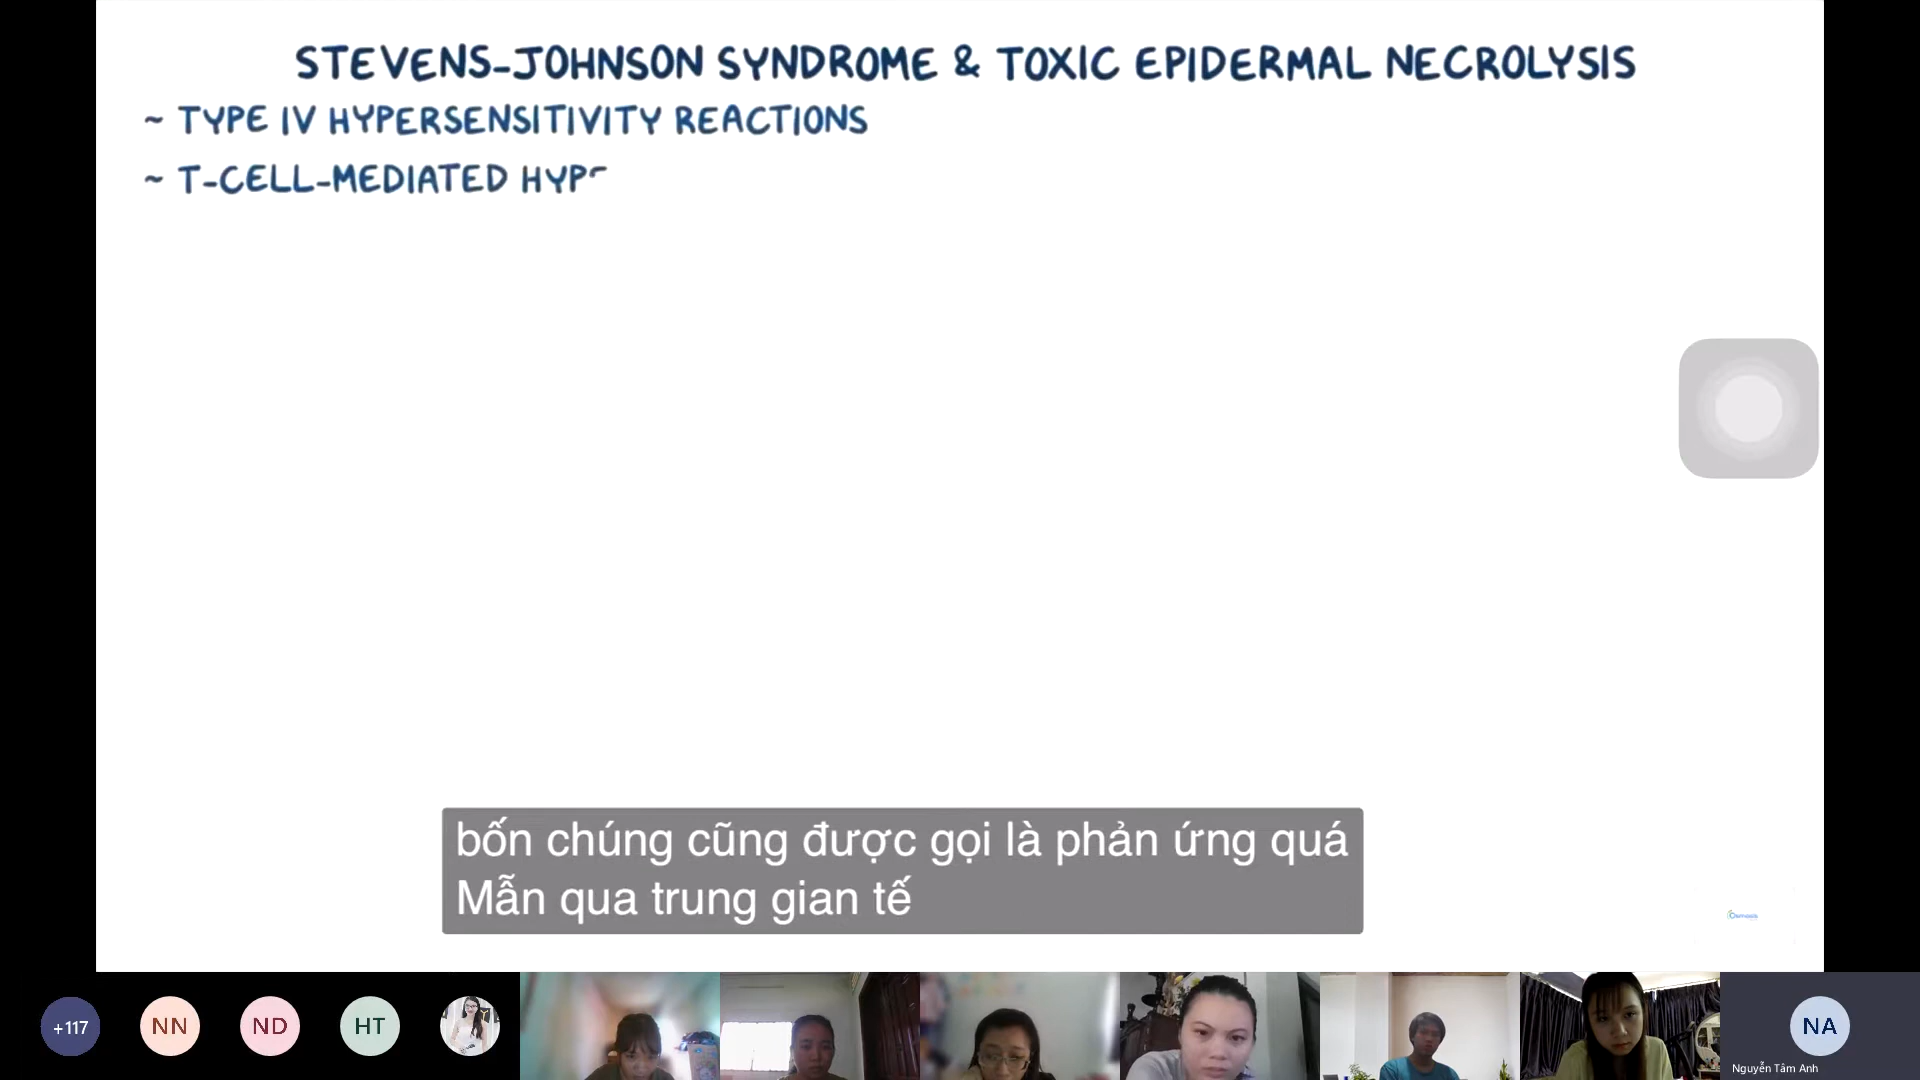 STEVENS-JOHNSON SYNDROME & TOXIC EPIDERMAL NECROLYSIS
~ TYPE IV HYPERSENSITIVITY REACTIONS
~ T-CELL-MEDIATED HYP
bốn chúng cũng được gọi là phản ứng quá
Mẫn qua trung gian tế
Osmosis
+117
NN
ND
HT
NA
Nguyễn Tâm Anh